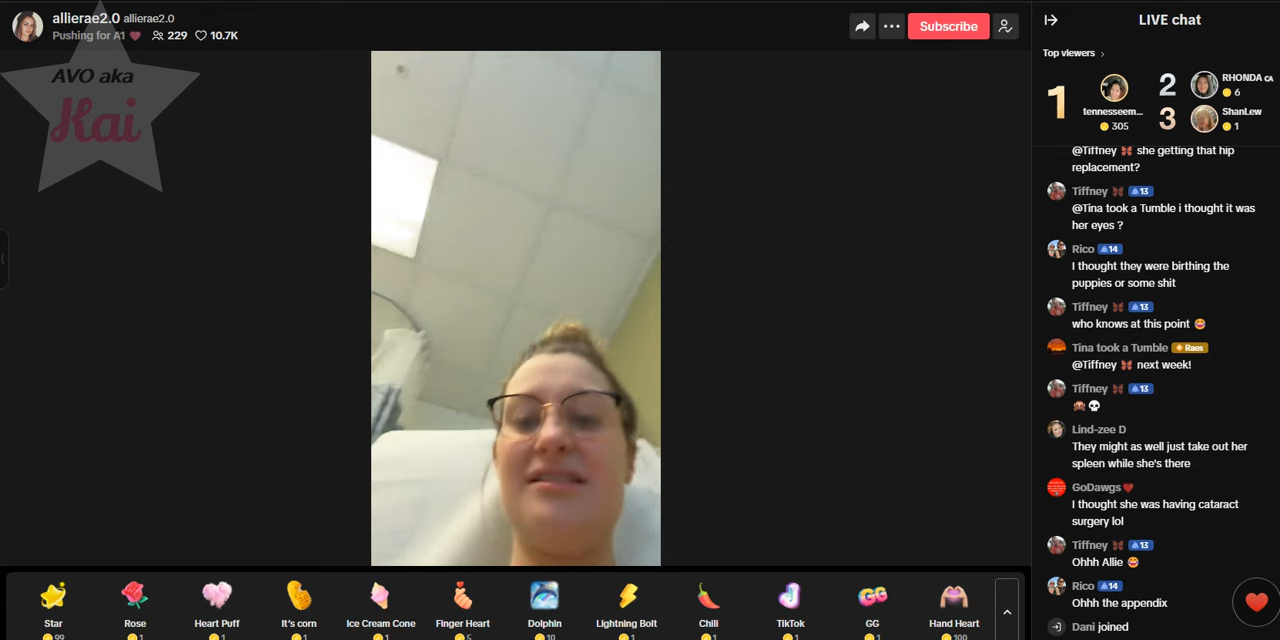 allierae2.0 allierae2.0
Pushing for A1 229 10.7K
Subscribe
AVO aka
Kai
LIVE chat
Top viewers
1
tennesseem...
305
2
RHONDA CA
6
3
ShanLew
1
@Tiffney she getting that hip
replacement?
Tiffney 13
@Tina took a Tumble i thought it was
her eyes ?
Rico 14
I thought they were birthing the
puppies or some shit
Tiffney 13
who knows at this point
Tina took a Tumble Raes
@Tiffney next week!
Tiffney 13
Lind-zee D
They might as well just take out her
spleen while she's there
GoDawgs
I thought she was having cataract
surgery lol
Tiffney 13
Ohhh Allie
Rico 14
Ohhh the appendix
Dani joined
Star
99
Rose
1
Heart Puff
1
It's corn
1
Ice Cream Cone
1
Finger Heart
5
Dolphin
10
Lightning Bolt
1
Chili
1
TikTok
1
GG
GG
1
Hand Heart
100